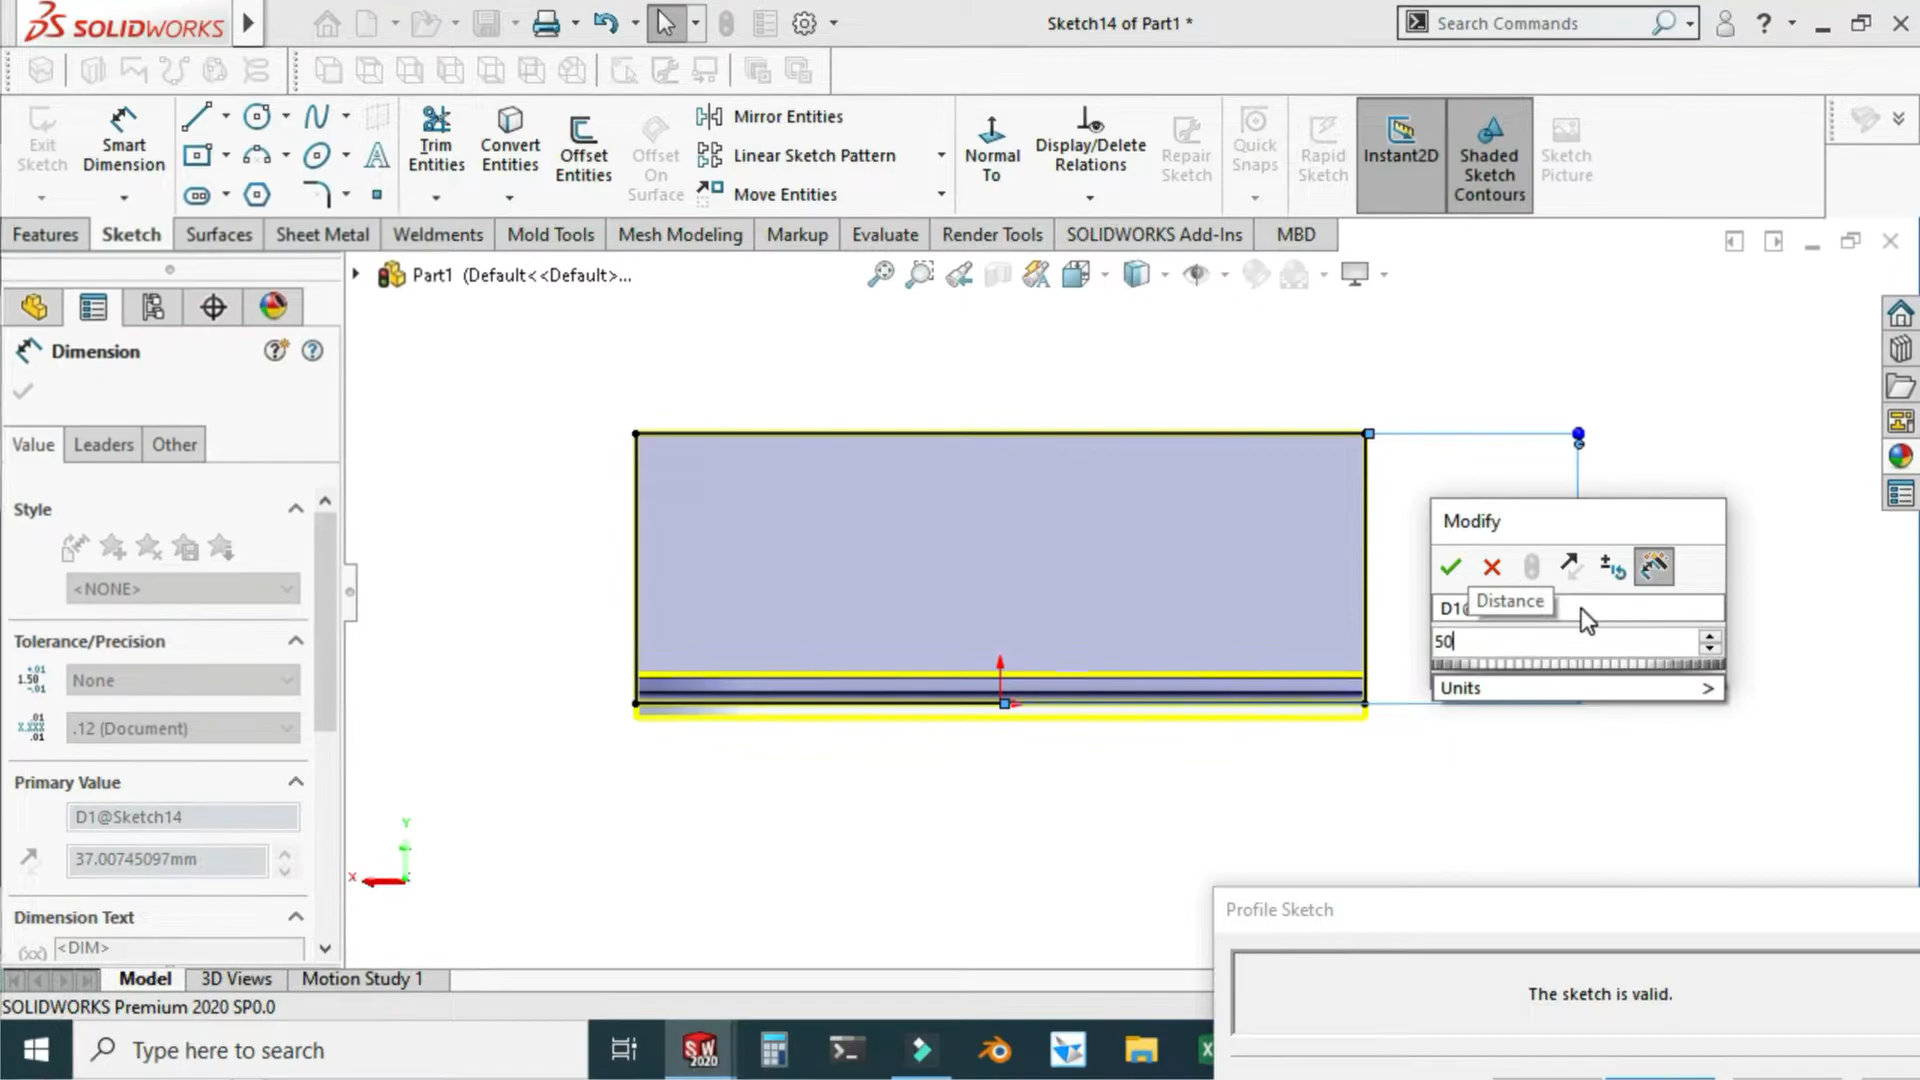 SOLIDWORKS
Sketch14 of Part1 *
Search Commands
?
Exit Sketch
Smart Dimension
Trim Entities
Convert Entities
Offset Entities
Offset On Surface
Mirror Entities
Linear Sketch Pattern
Move Entities
Normal To
Display/Delete Relations
Repair Sketch
Quick Snaps
Rapid Sketch
Instant2D
Shaded Sketch Contours
Sketch Picture
Features
Sketch
Surfaces
Sheet Metal
Weldments
Mold Tools
Mesh Modeling
Markup
Evaluate
Render Tools
SOLIDWORKS Add-Ins
MBD
Part1 (Default<<Default>...
Dimension
Value
Leaders
Other
Style
<NONE>
Tolerance/Precision
None
.12 (Document)
Primary Value
D1@Sketch14
37.00745097mm
Dimension Text
<DIM>
Modify
D1@
Distance
50
Units >
Y
X
Profile Sketch
The sketch is valid.
Model
3D Views
Motion Study 1
SOLIDWORKS Premium 2020 SP0.0
Type here to search
SW 2020